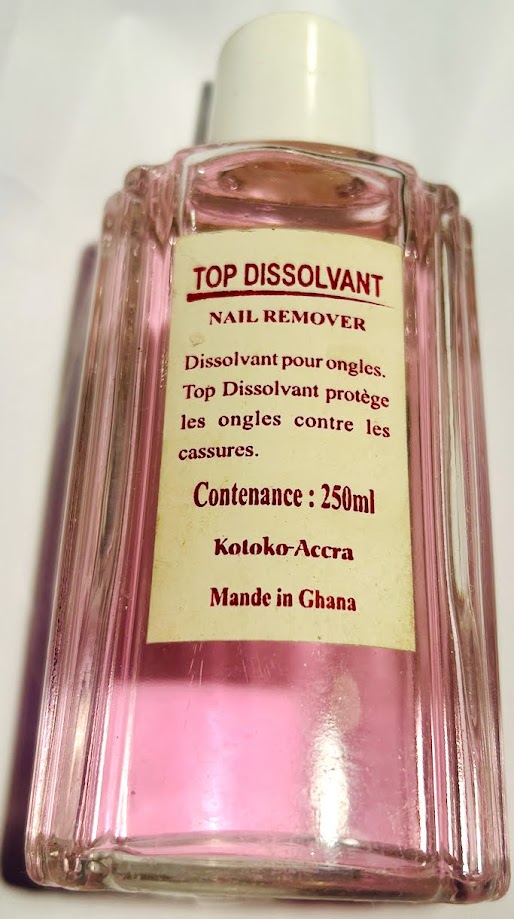 TOP DISSOLVANT
NAIL REMOVER
Dissolvant pour ongles.
Top Dissolvant protège
les ongles contre les
cassures.
Contenance : 250ml
Kotoko-Accra
Mande in Ghana